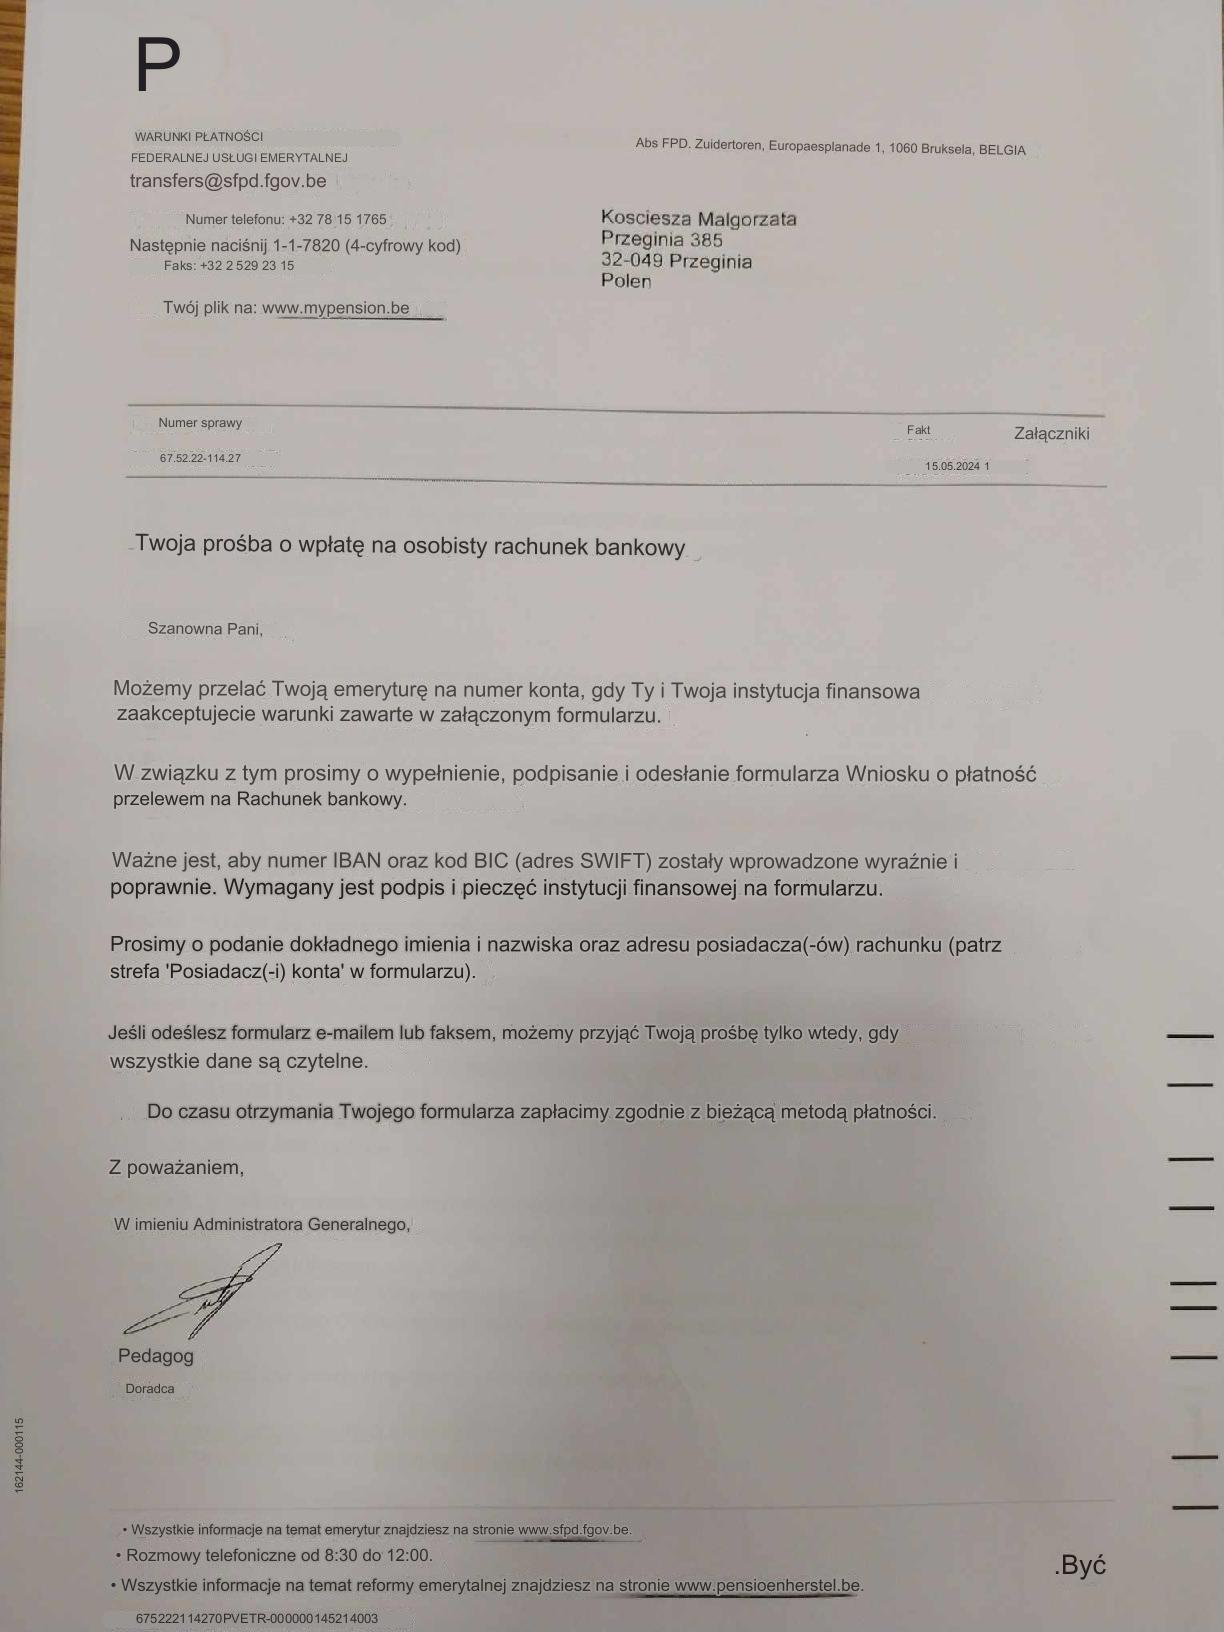 P
WARUNKI PŁATNOŚCI
FEDERALNEJ USŁUGI EMERYTALNEJ
transfers@sfpd.fgov.be
Abs FPD. Zuidertoren, Europaesplanade 1, 1060 Bruksela, BELGIA
Numer telefonu: +32 78 15 1765
Następnie naciśnij 1-1-7820 (4-cyfrowy kod)
Faks: +32 2 529 23 15
Twój plik na: www.mypension.be
Kosciesza Malgorzata
Przeginia 385
32-049 Przeginia
Polen
Numer sprawy
67.52.22-114.27
Fakt
Załączniki
15.05.2024 1
Twoja prośba o wpłatę na osobisty rachunek bankowy
Szanowna Pani,
Możemy przelać Twoją emeryturę na numer konta, gdy Ty i Twoja instytucja finansowa
zaakceptujecie warunki zawarte w załączonym formularzu.
W związku z tym prosimy o wypełnienie, podpisanie i odesłanie formularza Wniosku o płatność
przelewem na Rachunek bankowy.
Ważne jest, aby numer IBAN oraz kod BIC (adres SWIFT) zostały wprowadzone wyraźnie i
poprawnie. Wymagany jest podpis i pieczęć instytucji finansowej na formularzu.
Prosimy o podanie dokładnego imienia i nazwiska oraz adresu posiadacza(-ów) rachunku (patrz
strefa 'Posiadacz(-i) konta' w formularzu).
Jeśli odeślesz formularz e-mailem lub faksem, możemy przyjąć Twoją prośbę tylko wtedy, gdy
wszystkie dane są czytelne.
Do czasu otrzymania Twojego formularza zapłacimy zgodnie z bieżącą metodą płatności.
Z poważaniem,
W imieniu Administratora Generalnego,
Pedagog
Doradca
162144-000115
• Wszystkie informacje na temat emerytur znajdziesz na stronie www.sfpd.fgov.be.
• Rozmowy telefoniczne od 8:30 do 12:00.
• Wszystkie informacje na temat reformy emerytalnej znajdziesz na stronie www.pensioenherstel.be.
.Być
675222114270PVETR-000000145214003